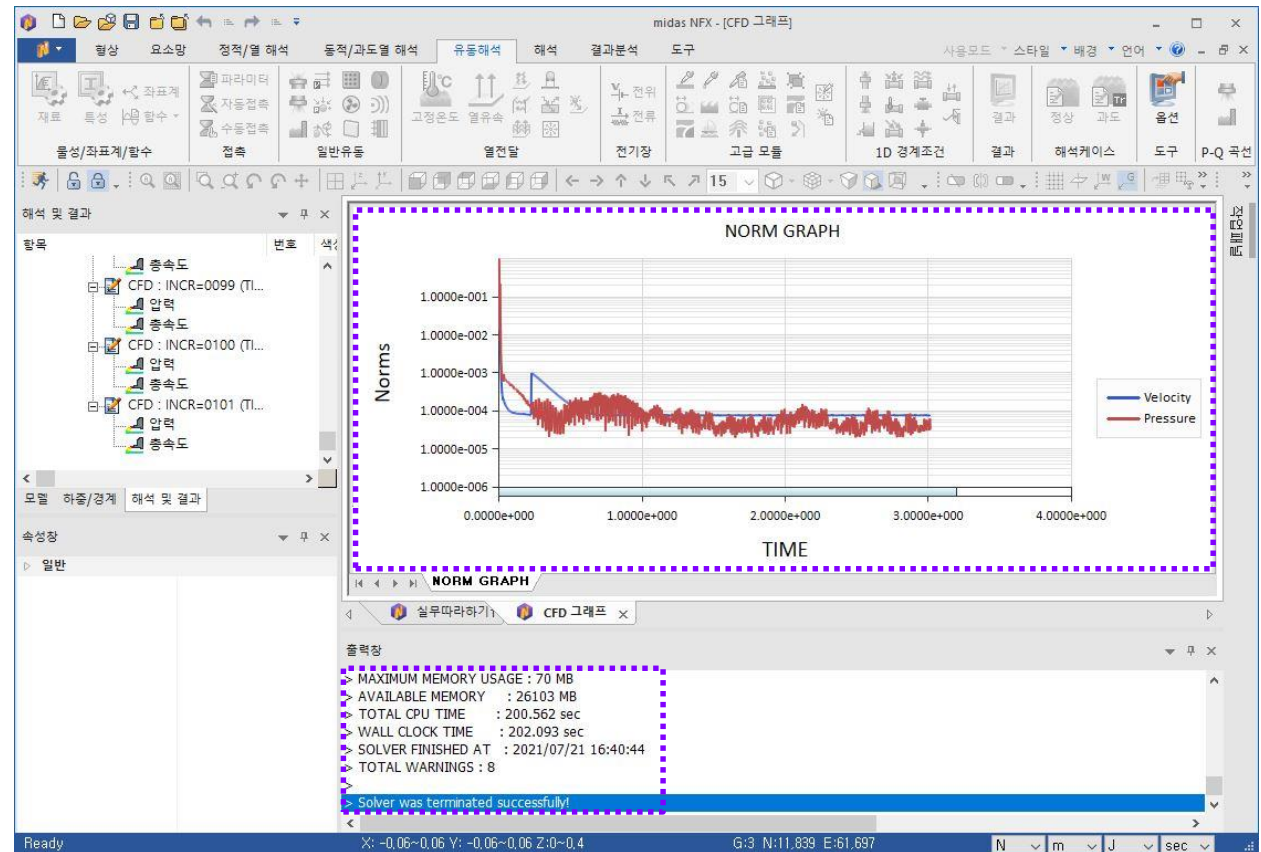 midas NFX - [CFD 그래프]
형상 요소망 정적/열 해석 동적/과도열 해석 유동해석 해석 결과분석 도구 사용모드 스타일 배경 언어
재료 특성 좌표계 함수
파라미터 자동접촉 수동접촉
고정온도 열유속
전위 전류
결과 정상 과도 옵션
물성/좌표계/함수 접촉 일반유동 열전달 전기장 고급 모듈 1D 경계조건 결과 해석케이스 도구 P-Q 곡선
15
해석 및 결과
항목 번호
총속도
CFD : INCR=0099 (TI...
압력
총속도
CFD : INCR=0100 (TI...
압력
총속도
CFD : INCR=0101 (TI...
압력
총속도
모델 하중/경계 해석 및 결과
속성창
일반
작업패널
NORM GRAPH
Norms
1.0000e-001
1.0000e-002
1.0000e-003
1.0000e-004
1.0000e-005
1.0000e-006
0.0000e+000 1.0000e+000 2.0000e+000 3.0000e+000 4.0000e+000
TIME
Velocity
Pressure
NORM GRAPH
실무따라하기1 CFD 그래프
출력창
> MAXIMUM MEMORY USAGE : 70 MB
> AVAILABLE MEMORY : 26103 MB
> TOTAL CPU TIME : 200.562 sec
> WALL CLOCK TIME : 202.093 sec
> SOLVER FINISHED AT : 2021/07/21 16:40:44
> TOTAL WARNINGS : 8
>
> Solver was terminated successfully!
Ready X: -0.06~0.06 Y: -0.06~0.06 Z:0~0.4 G:3 N:11,839 E:61,697 N m J sec